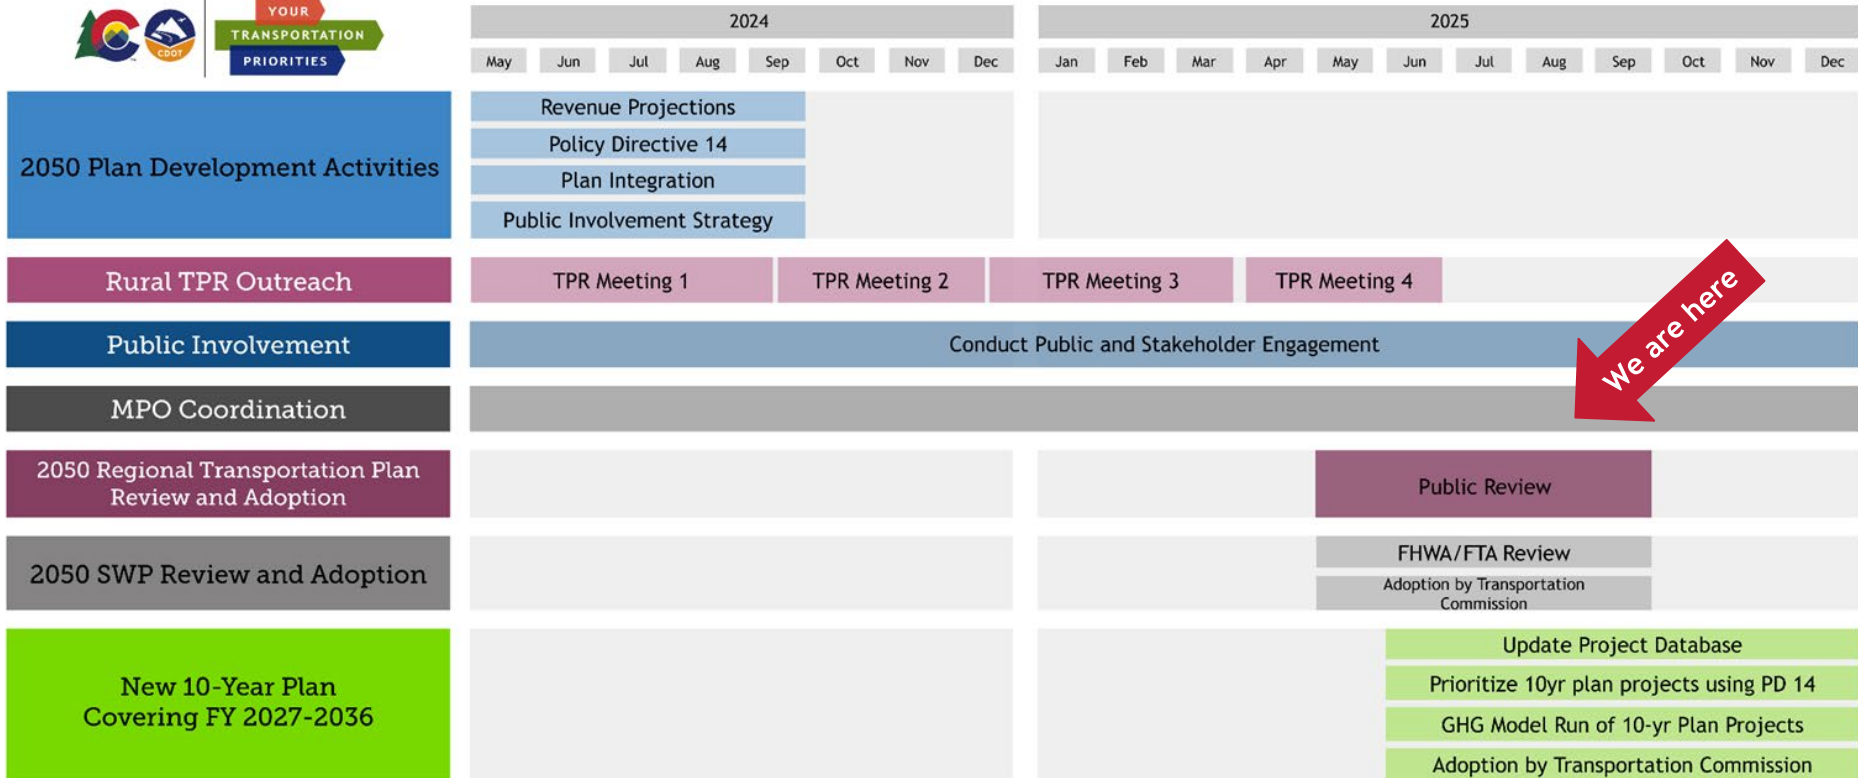 YOUR
TRANSPORTATION
PRIORITIES
CDOT
2024
2025
May Jun Jul Aug Sep Oct Nov Dec Jan Feb Mar Apr May Jun Jul Aug Sep Oct Nov Dec
2050 Plan Development Activities
Revenue Projections
Policy Directive 14
Plan Integration
Public Involvement Strategy
Rural TPR Outreach
TPR Meeting 1
TPR Meeting 2
TPR Meeting 3
TPR Meeting 4
We are here
Public Involvement
Conduct Public and Stakeholder Engagement
MPO Coordination
2050 Regional Transportation Plan
Review and Adoption
Public Review
2050 SWP Review and Adoption
FHWA/FTA Review
Adoption by Transportation
Commission
New 10-Year Plan
Covering FY 2027-2036
Update Project Database
Prioritize 10yr plan projects using PD 14
GHG Model Run of 10-yr Plan Projects
Adoption by Transportation Commission